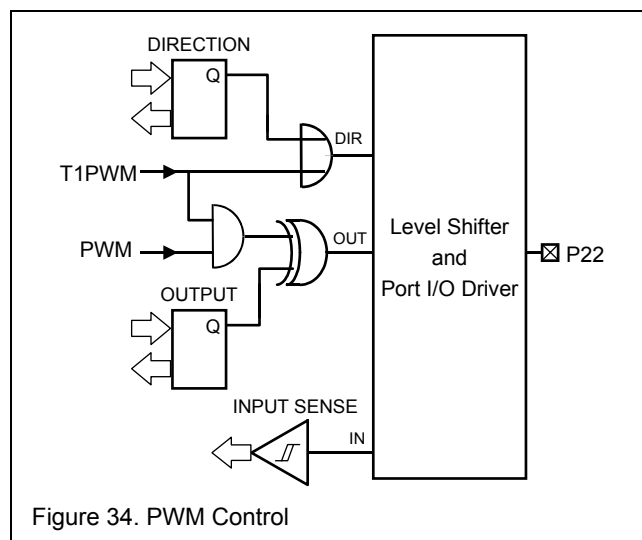 DIRECTION
Q
DIR
T1PWM
PWM
OUT
Level Shifter
and
Port I/O Driver
P22
OUTPUT
Q
INPUT SENSE
IN
Figure 34. PWM Control